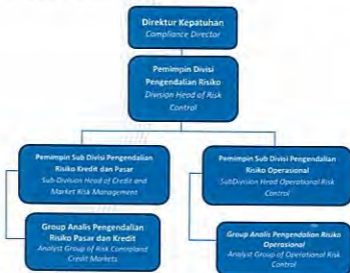 Direktur Kepatuhan
Compliance Director
Pemimpin Divisi
Pengendalian Risiko
Division Head of Risk
Control
Pemimpin Sub Divisi Pengendalian
Risiko Kredit dan Pasar
Sub-Division Head of Credit and
Market Risk Management
Pemimpin Sub Divisi Pengendalian
Risiko Operasional
SubDivision Head Operational Risk
Control
Group Analis Pengendalian
Risiko Pasar dan Kredit
Analyst Group of Risk Controland
Credit Markets
Group Analis Pengendalian Risiko
Operasional
Analyst Group of Operational Risk
Control